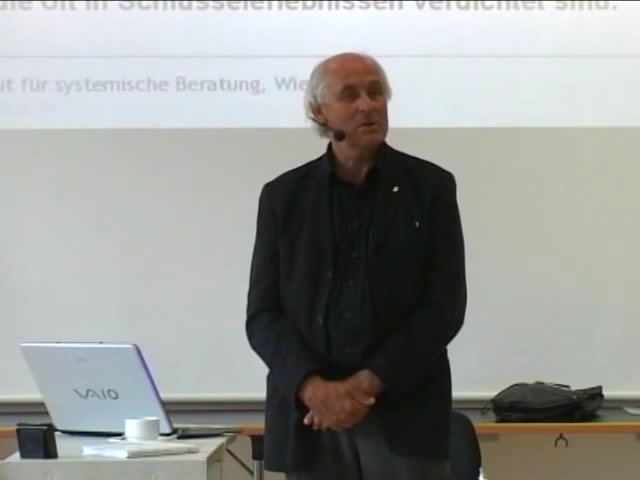 die oft in Schlüsselerlebnissen verdichtet sind.
ut für systemische Beratung, Wie
VAIO